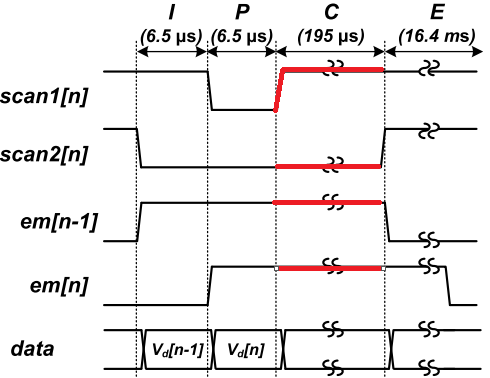 I P C E
(6.5 µs) (6.5 µs) (195 µs) (16.4 ms)
scan1[n]
scan2[n]
em[n-1]
em[n]
data Vd[n-1] Vd[n]